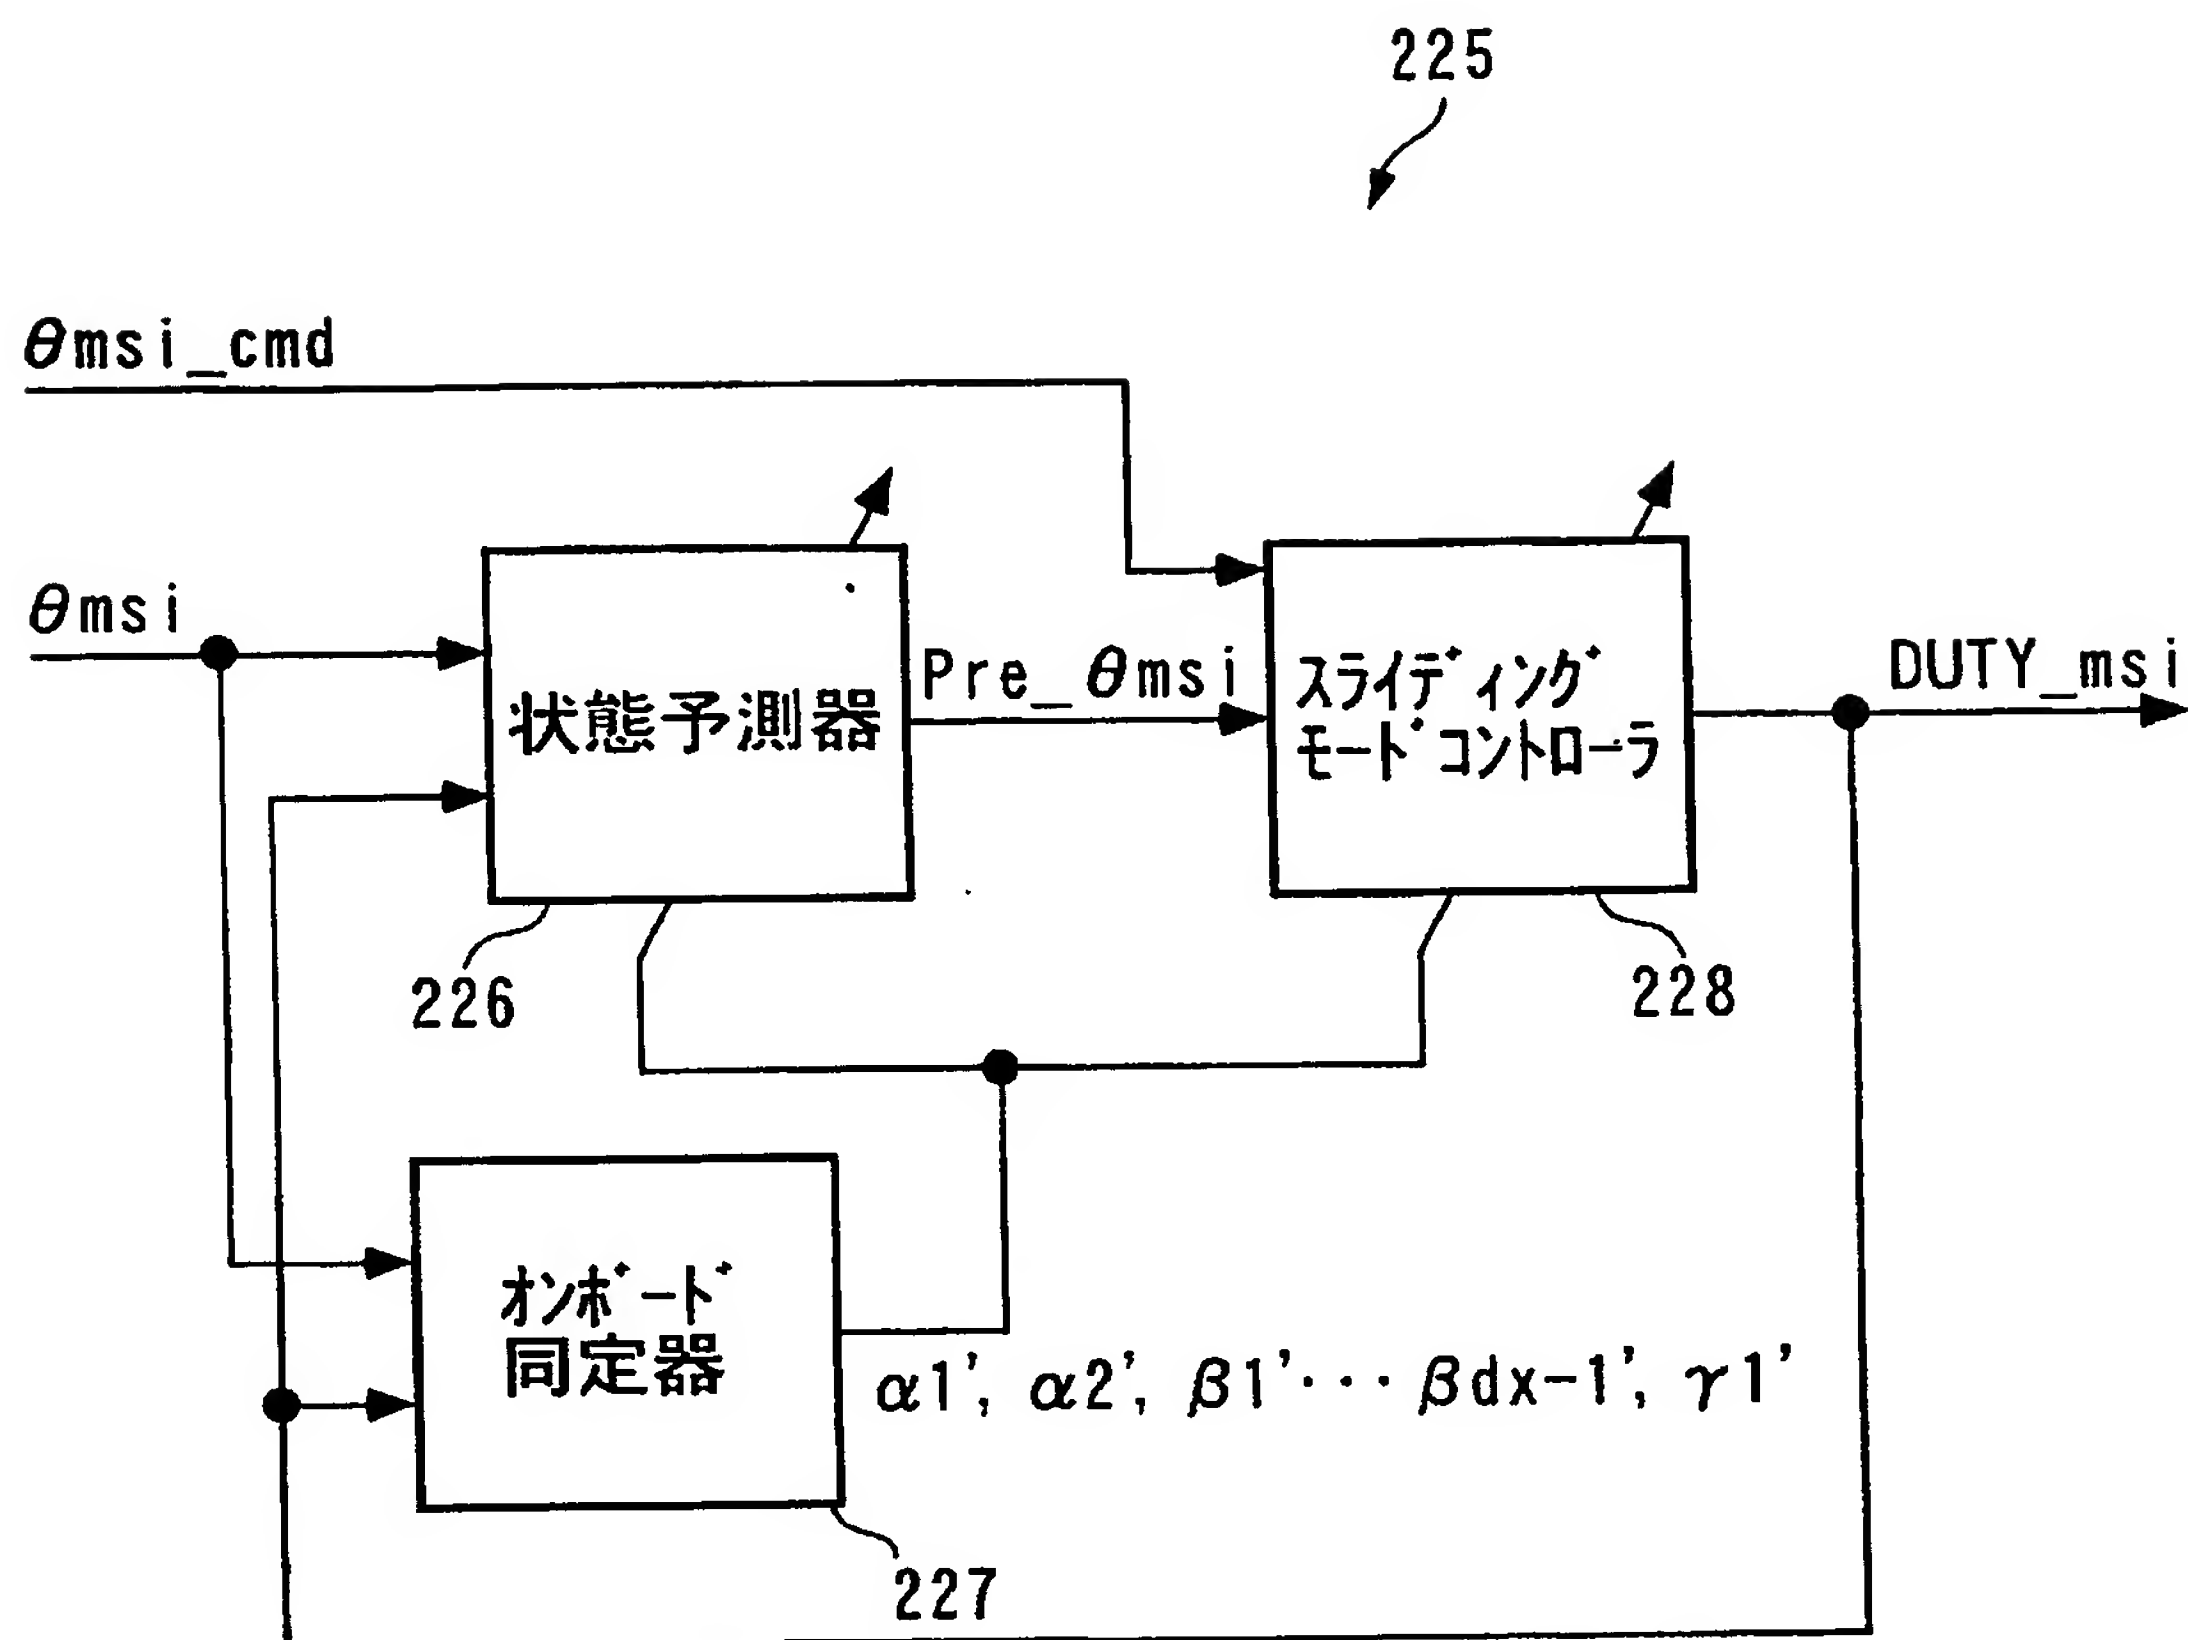 225
θmsi_cmd
θmsi
状態予測器
Pre_θmsi
ｽﾗｲﾃﾞｨﾝｸﾞ
ﾓｰﾄﾞｺﾝﾄﾛｰﾗ
DUTY_msi
226
228
ｵﾝﾎﾞｰﾄﾞ
同定器
α1', α2', β1'··· βdx-1', γ1'
227